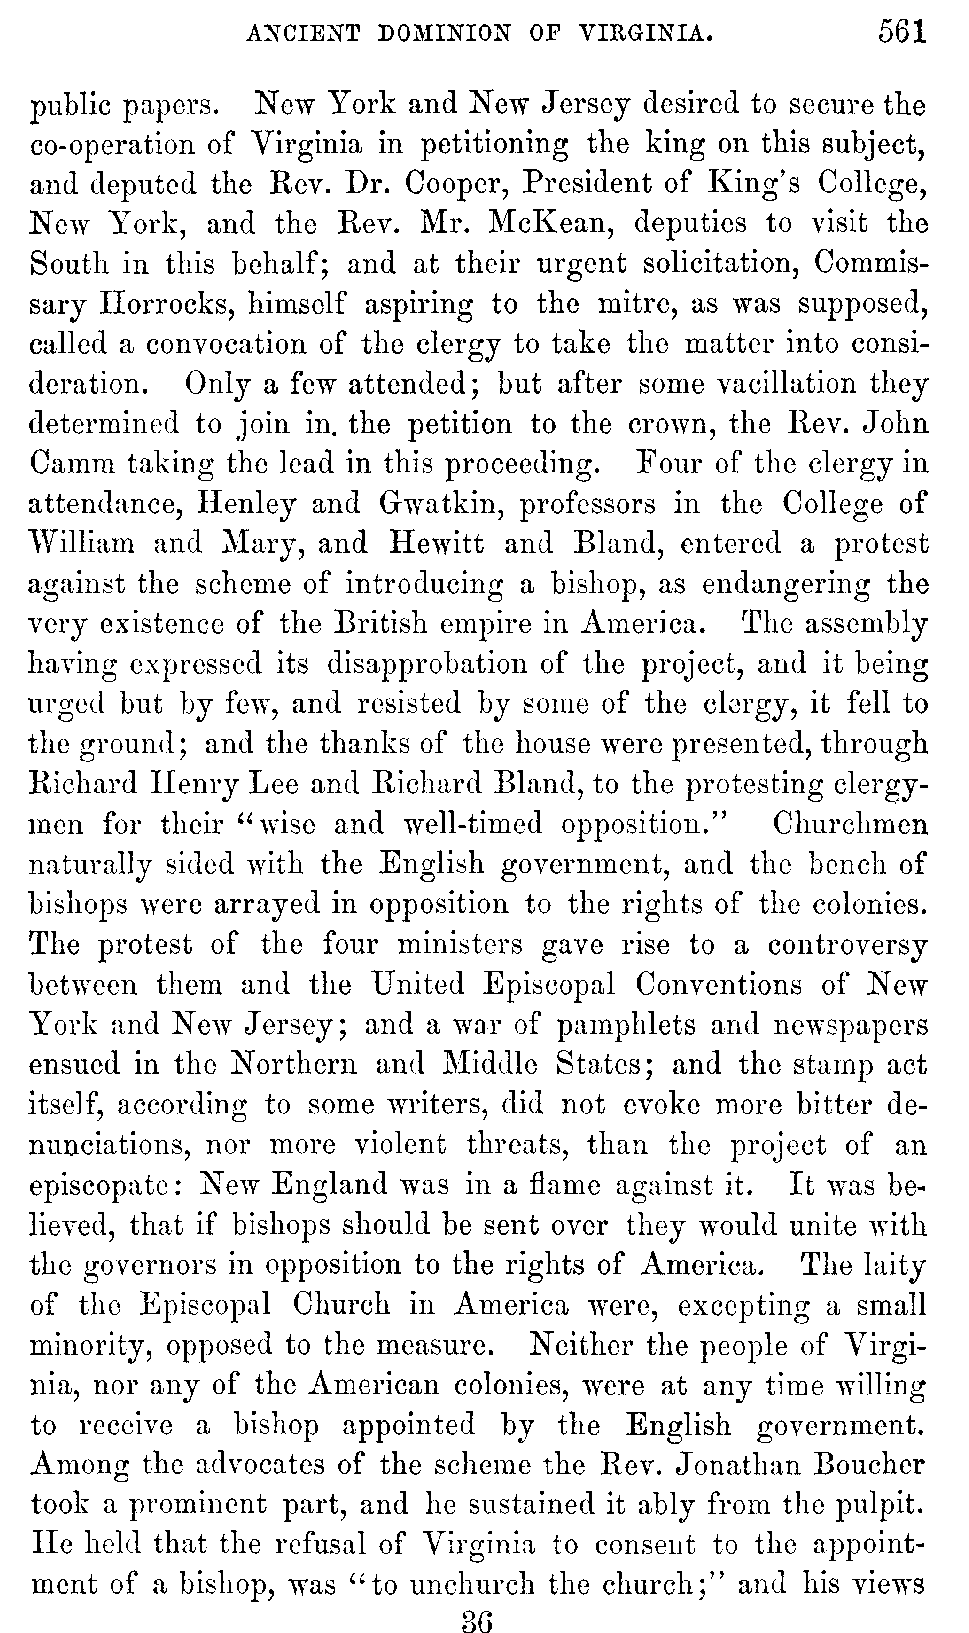 ANCIENT DOMINION OF VIRGINIA. 561
public papers. New York and New Jersey desired to secure the
co-operation of Virginia in petitioning the king on this subject,
and deputed the Rev. Dr. Cooper, President of King's College,
New York, and the Rev. Mr. McKean, deputies to visit the
South in this behalf; and at their urgent solicitation, Commis-
sary Horrocks, himself aspiring to the mitre, as was supposed,
called a convocation of the clergy to take the matter into consi-
deration. Only a few attended; but after some vacillation they
determined to join in. the petition to the crown, the Rev. John
Camm taking the lead in this proceeding. Four of the clergy in
attendance, Henley and Gwatkin, professors in the College of
William and Mary, and Hewitt and Bland, entered a protest
against the scheme of introducing a bishop, as endangering the
very existence of the British empire in America. The assembly
having expressed its disapprobation of the project, and it being
urged but by few, and resisted by some of the clergy, it fell to
the ground; and the thanks of the house were presented, through
Richard Henry Lee and Richard Bland, to the protesting clergy-
men for their "wise and well-timed opposition." Churchmen
naturally sided with the English government, and the bench of
bishops were arrayed in opposition to the rights of the colonies.
The protest of the four ministers gave rise to a controversy
between them and the United Episcopal Conventions of New
York and New Jersey; and a war of pamphlets and newspapers
ensued in the Northern and Middle States; and the stamp act
itself, according to some writers, did not evoke more bitter de-
nunciations, nor more violent threats, than the project of an
episcopate: New England was in a flame against it. It was be-
lieved, that if bishops should be sent over they would unite with
the governors in opposition to the rights of America. The laity
of the Episcopal Church in America were, excepting a small
minority, opposed to the measure. Neither the people of Virgi-
nia, nor any of the American colonies, were at any time willing
to receive a bishop appointed by the English government.
Among the advocates of the scheme the Rev. Jonathan Boucher
took a prominent part, and he sustained it ably from the pulpit.
He held that the refusal of Virginia to consent to the appoint-
ment of a bishop, was "to unchurch the church;" and his views
36